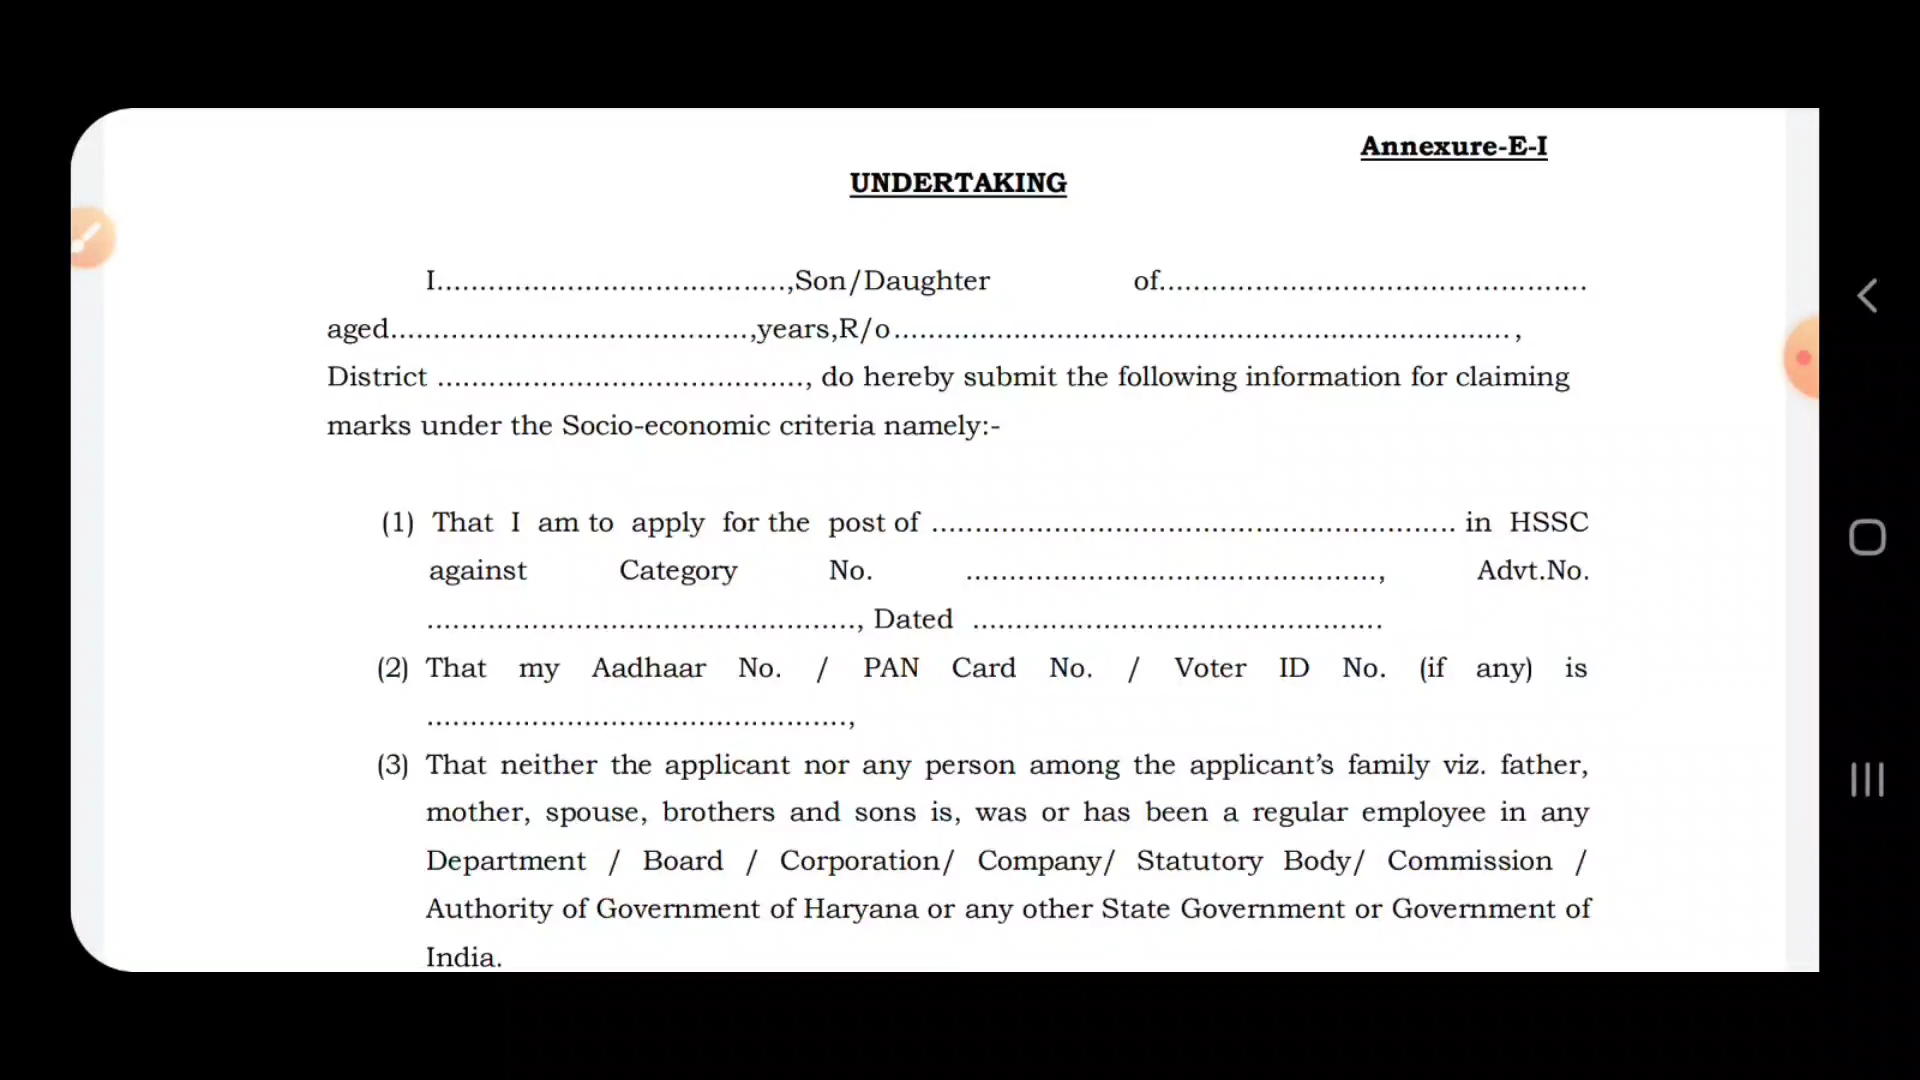 Annexure-E-I
UNDERTAKING
I........................................,Son/Daughter of.................................................
aged.........................................,years,R/o.......................................................................,
District .........................................., do hereby submit the following information for claiming
marks under the Socio-economic criteria namely:-
(1) That I am to apply for the post of ............................................................ in HSSC
against Category No. ..............................................., Advt.No.
................................................., Dated ...............................................
(2) That my Aadhaar No. / PAN Card No. / Voter ID No. (if any) is
................................................,
(3) That neither the applicant nor any person among the applicant’s family viz. father,
mother, spouse, brothers and sons is, was or has been a regular employee in any
Department / Board / Corporation/ Company/ Statutory Body/ Commission /
Authority of Government of Haryana or any other State Government or Government of
India.